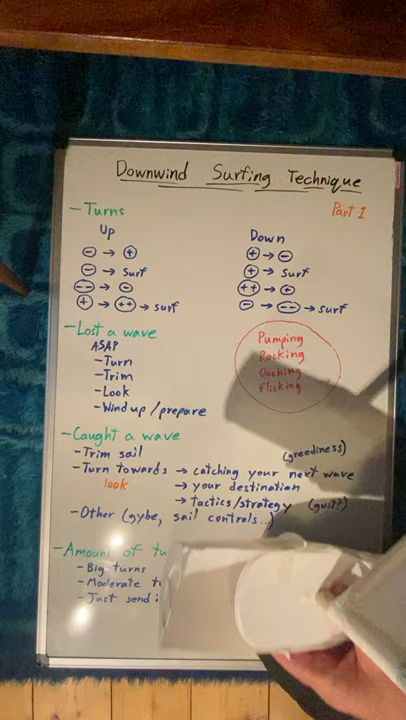 Downwind Surfing Technique
Part 1
- Turns
Up
⊖ → ⊕
⊖ → surf
(--) → ⊖
⊕ → (++) → surf
Down
⊕ → ⊖
⊕ → surf
(++) → ⊕
⊖ → (--) → surf
- Lost a wave
ASAP
- Turn
- Trim
- Look
- Wind up / prepare
Pumping
Rocking
Ooching
flicking
- Caught a wave
- Trim sail
(greediness)
- Turn towards → catching your next wave
look → your destination
→ tactics/strategy (gust?)
- Other (gybe, sail controls...)
- Amount of
- Big turns
- Moderate
- Just send